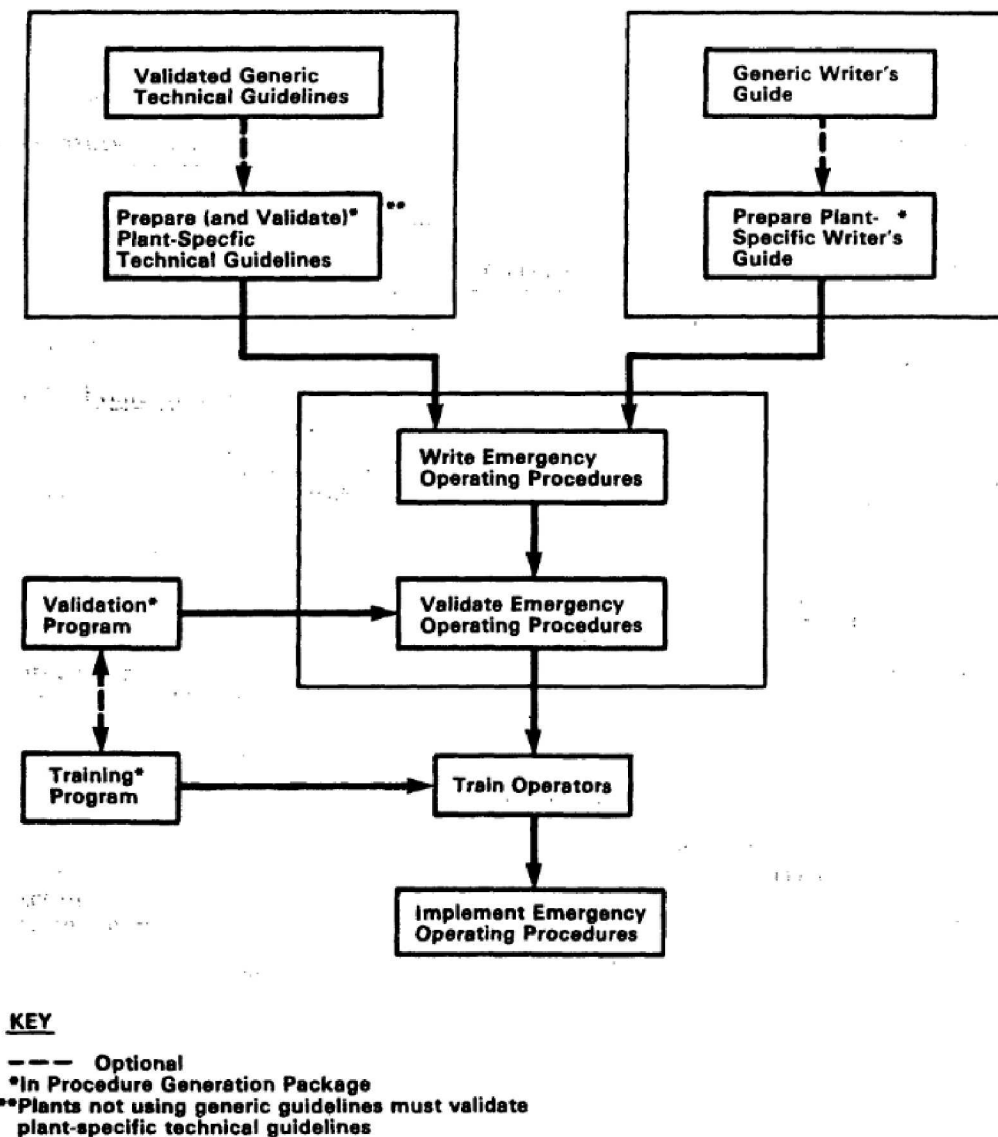 Validated Generic
Technical Guidelines
Generic Writer's
Guide
Prepare (and Validate)* **
Plant-Specfic
Technical Guidelines
Prepare Plant- *
Specific Writer's
Guide
Write Emergency
Operating Procedures
Validation*
Program
Validate Emergency
Operating Procedures
Training*
Program
Train Operators
Implement Emergency
Operating Procedures
KEY
---- Optional
*In Procedure Generation Package
**Plants not using generic guidelines must validate
plant-specific technical guidelines